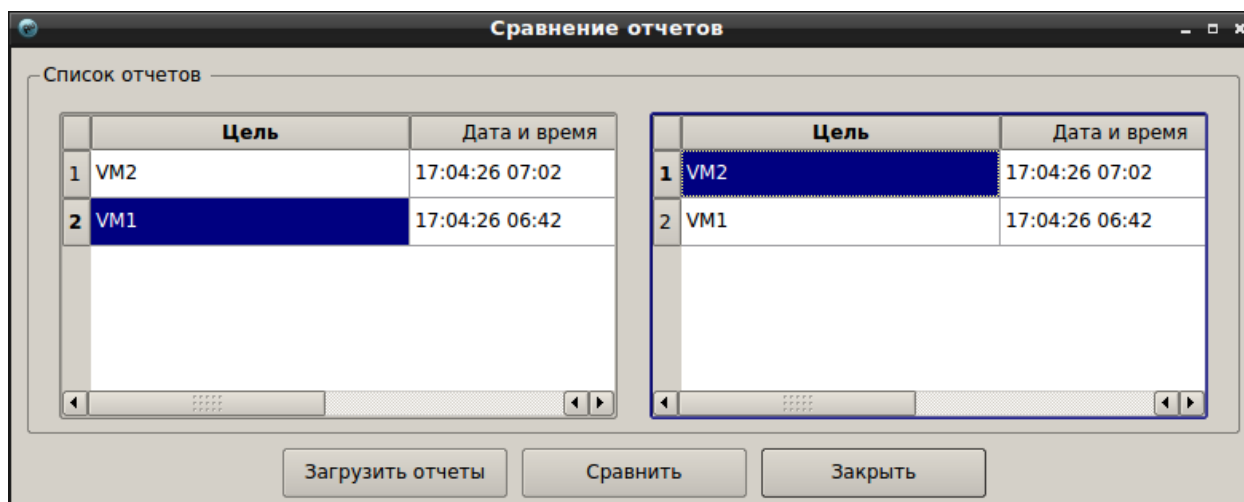 Сравнение отчетов
Список отчетов
Цель Дата и время
1 VM2 17:04:26 07:02
2 VM1 17:04:26 06:42
Цель Дата и время
1 VM2 17:04:26 07:02
2 VM1 17:04:26 06:42
Загрузить отчеты Сравнить Закрыть